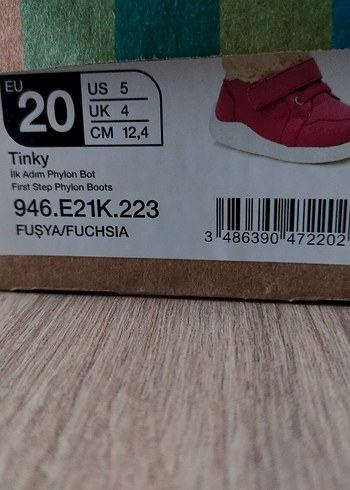 EU 20
US 5
UK 4
CM 12,4
Tinky
İlk Adım Phylon Bot
First Step Phylon Boots
946.E21K.223
FUŞYA/FUCHSIA
3 486390 472202